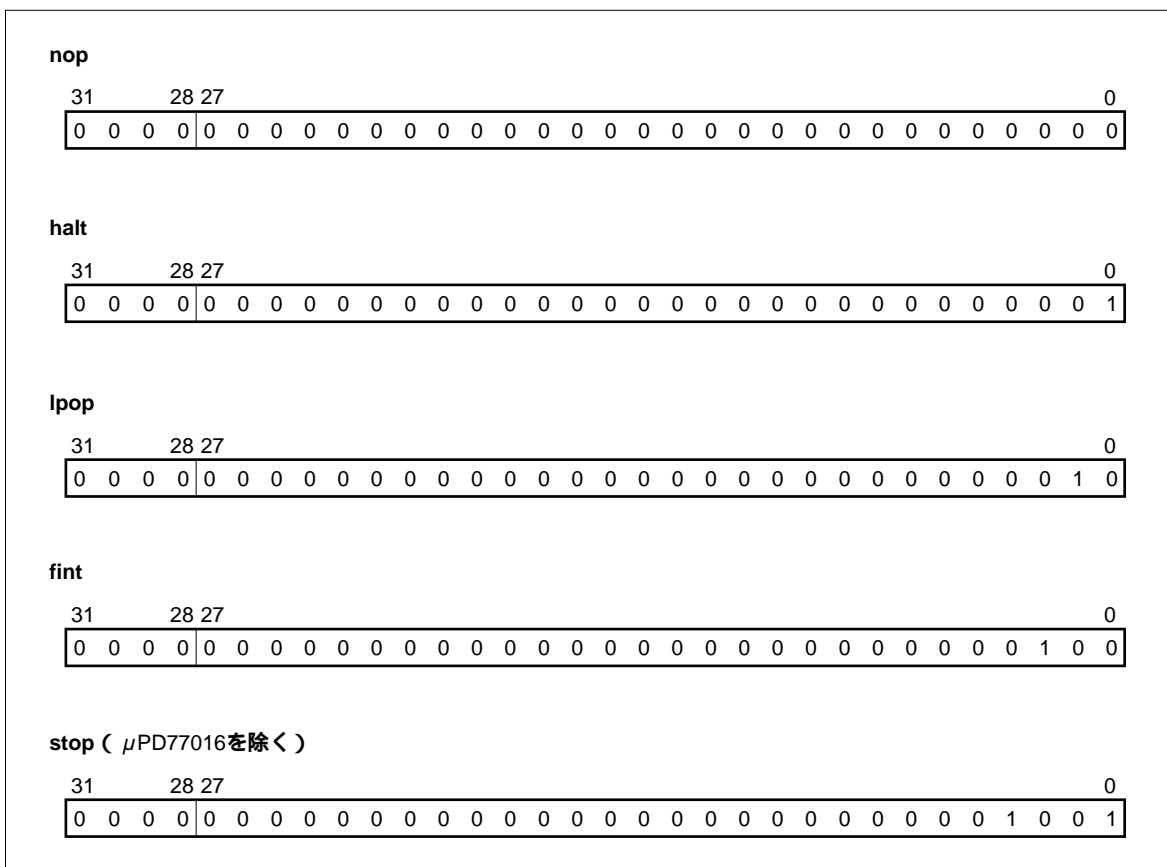 nop
31 28 27 0
0 0 0 0 0 0 0 0 0 0 0 0 0 0 0 0 0 0 0 0 0 0 0 0 0 0 0 0 0 0 0 0
halt
31 28 27 0
0 0 0 0 0 0 0 0 0 0 0 0 0 0 0 0 0 0 0 0 0 0 0 0 0 0 0 0 0 0 0 1
lpop
31 28 27 0
0 0 0 0 0 0 0 0 0 0 0 0 0 0 0 0 0 0 0 0 0 0 0 0 0 0 0 0 0 0 1 0
fint
31 28 27 0
0 0 0 0 0 0 0 0 0 0 0 0 0 0 0 0 0 0 0 0 0 0 0 0 0 0 0 0 0 1 0 0
stop（ μPD77016を除く）
31 28 27 0
0 0 0 0 0 0 0 0 0 0 0 0 0 0 0 0 0 0 0 0 0 0 0 0 0 0 0 0 1 0 0 1